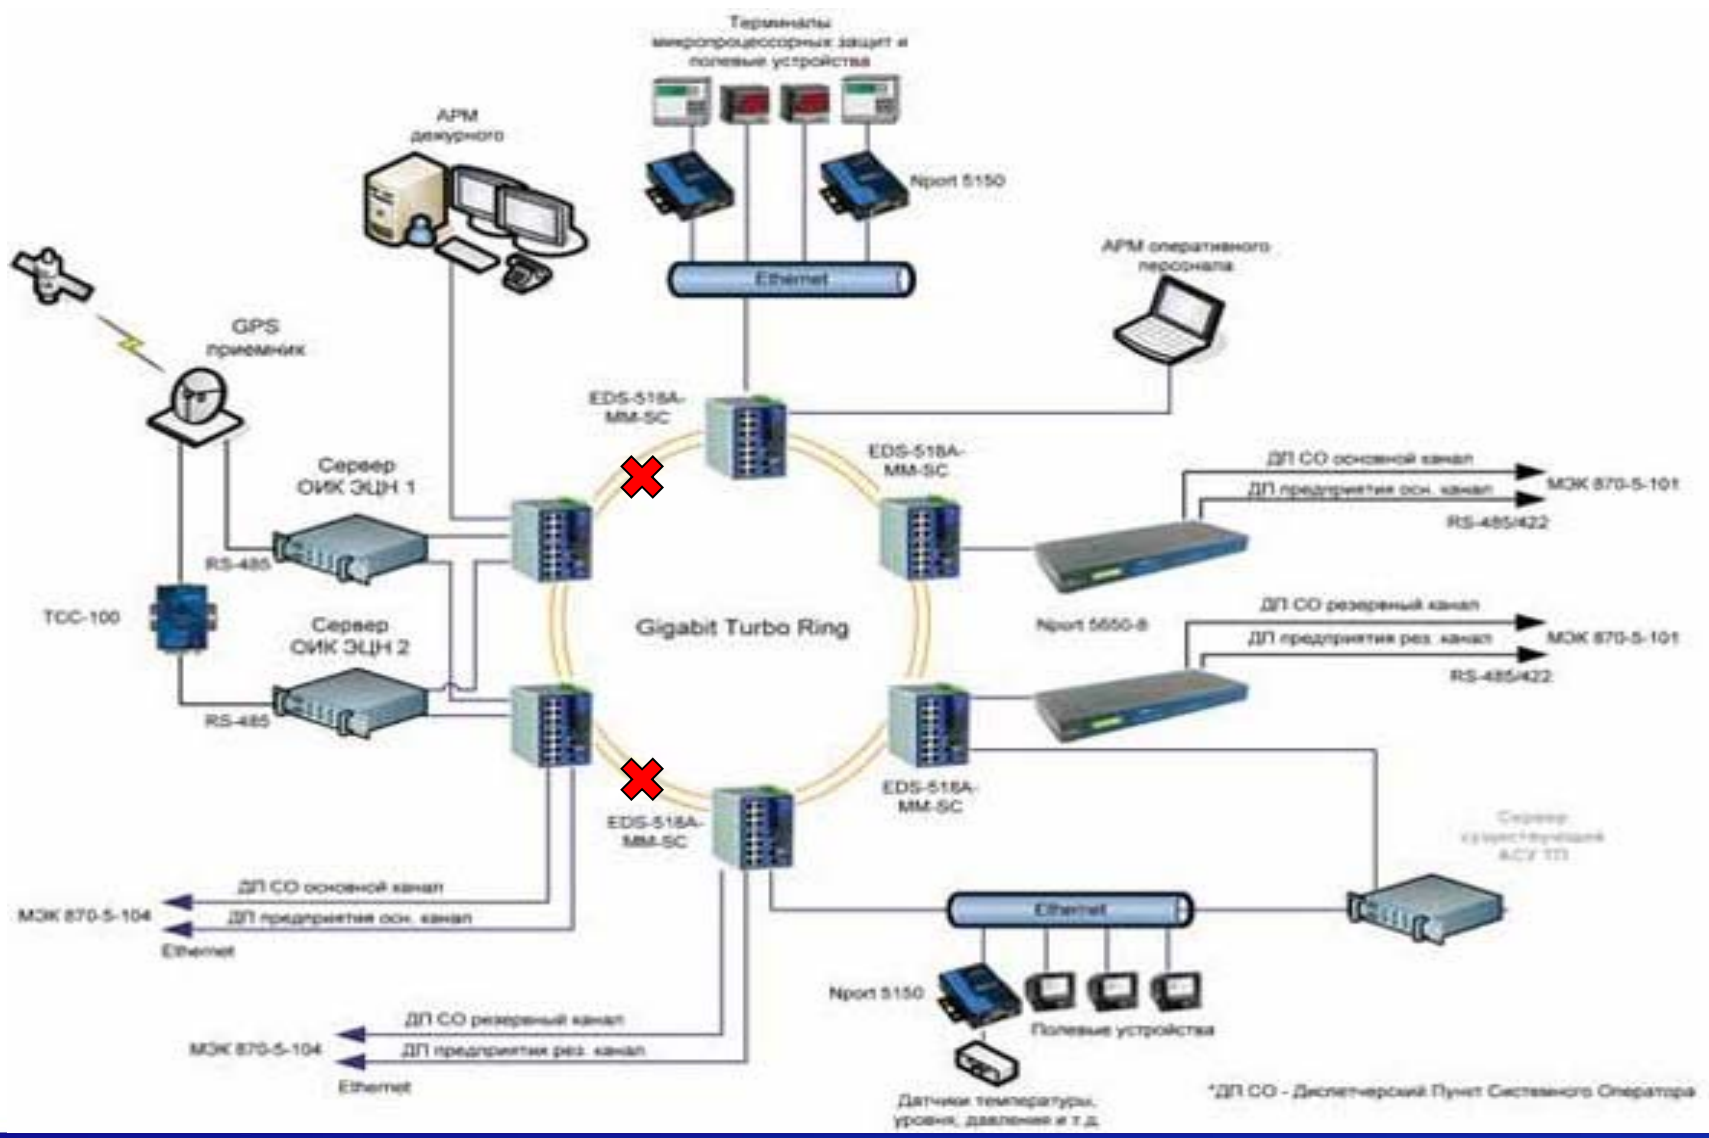 Терминалы
микропроцессорных защит и
полевые устройства
АРМ
дежурного
Nport 5150
АРМ оперативного
персонала
Ethernet
GPS
приемник
EDS-518A-
MM-SC
EDS-518A-
MM-SC
Сервер
ОИК ЭЦН 1
ДП СО основной канал
МЭК 870-5-101
ДП предприятия осн. канал
RS-485/422
RS-485
ТСС-100
Gigabit Turbo Ring
Nport 5650-8
ДП СО резервный канал
МЭК 870-5-101
ДП предприятия рез. канал
RS-485/422
Сервер
ОИК ЭЦН 2
RS-485
EDS-518A-
MM-SC
EDS-518A-
MM-SC
Сервер
существующей
АСУ ТП
ДП СО основной канал
МЭК 870-5-104
ДП предприятия осн. канал
Ethernet
Ethernet
Nport 5150
Полевые устройства
ДП СО резервный канал
МЭК 870-5-104
ДП предприятия рез. канал
Ethernet
Датчики температуры,
уровня, давления и т.д.
*ДП СО - Диспетчерский Пункт Системного Оператора